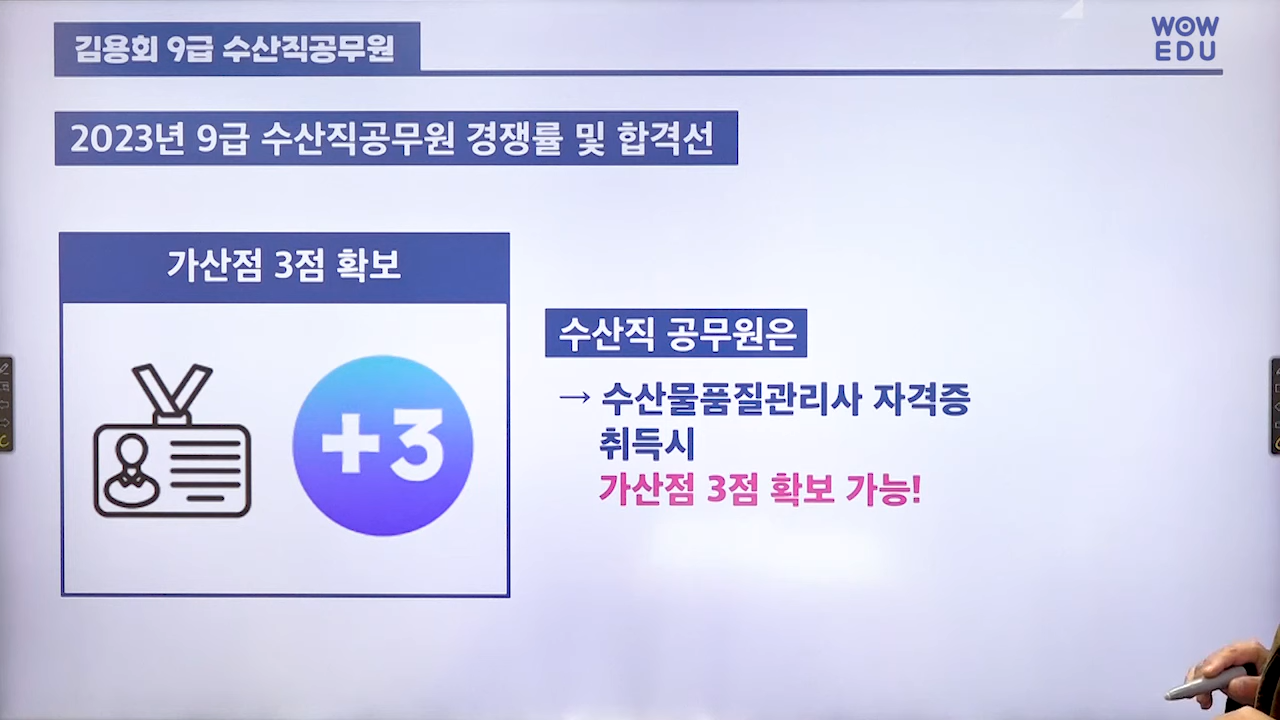 김용회 9급 수산직공무원
WOW
EDU
2023년 9급 수산직공무원 경쟁률 및 합격선
가산점 3점 확보
+3
수산직 공무원은
→ 수산물품질관리사 자격증
취득시
가산점 3점 확보 가능!